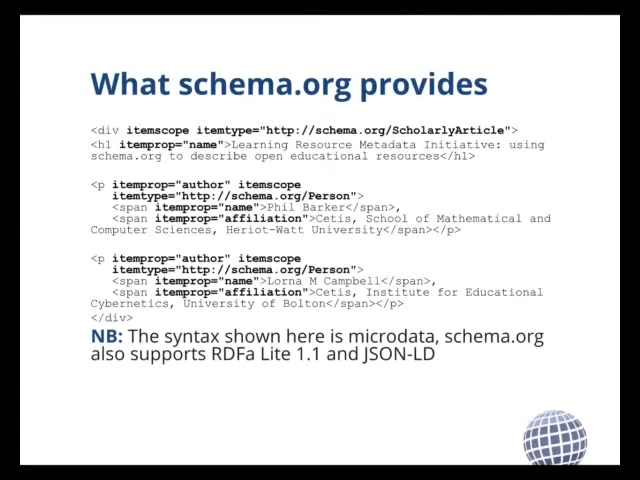 What schema.org provides
<div itemscope itemtype="http://schema.org/ScholarlyArticle">
<h1 itemprop="name">Learning Resource Metadata Initiative: using
schema.org to describe open educational resources</h1>
<p itemprop="author" itemscope
itemtype="http://schema.org/Person">
<span itemprop="name">Phil Barker</span>,
<span itemprop="affiliation">Cetis, School of Mathematical and
Computer Sciences, Heriot-Watt University</span></p>
<p itemprop="author" itemscope
itemtype="http://schema.org/Person">
<span itemprop="name">Lorna M Campbell</span>,
<span itemprop="affiliation">Cetis, Institute for Educational
Cybernetics, University of Bolton</span></p>
</div>
NB: The syntax shown here is microdata, schema.org
also supports RDFa Lite 1.1 and JSON-LD